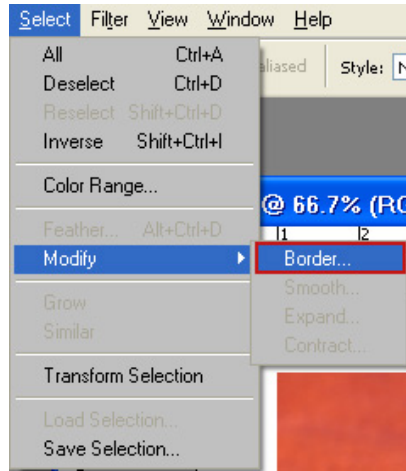 Select Filter View Window Help
All Ctrl+A
Deselect Ctrl+D
Reselect Shift+Ctrl+D
Inverse Shift+Ctrl+I
Color Range...
Feather... Alt+Ctrl+D
Modify
Grow
Similar
Transform Selection
Load Selection...
Save Selection...
Border...
Smooth...
Expand...
Contract...
aliased Style: N
@ 66.7% (RG
1 2